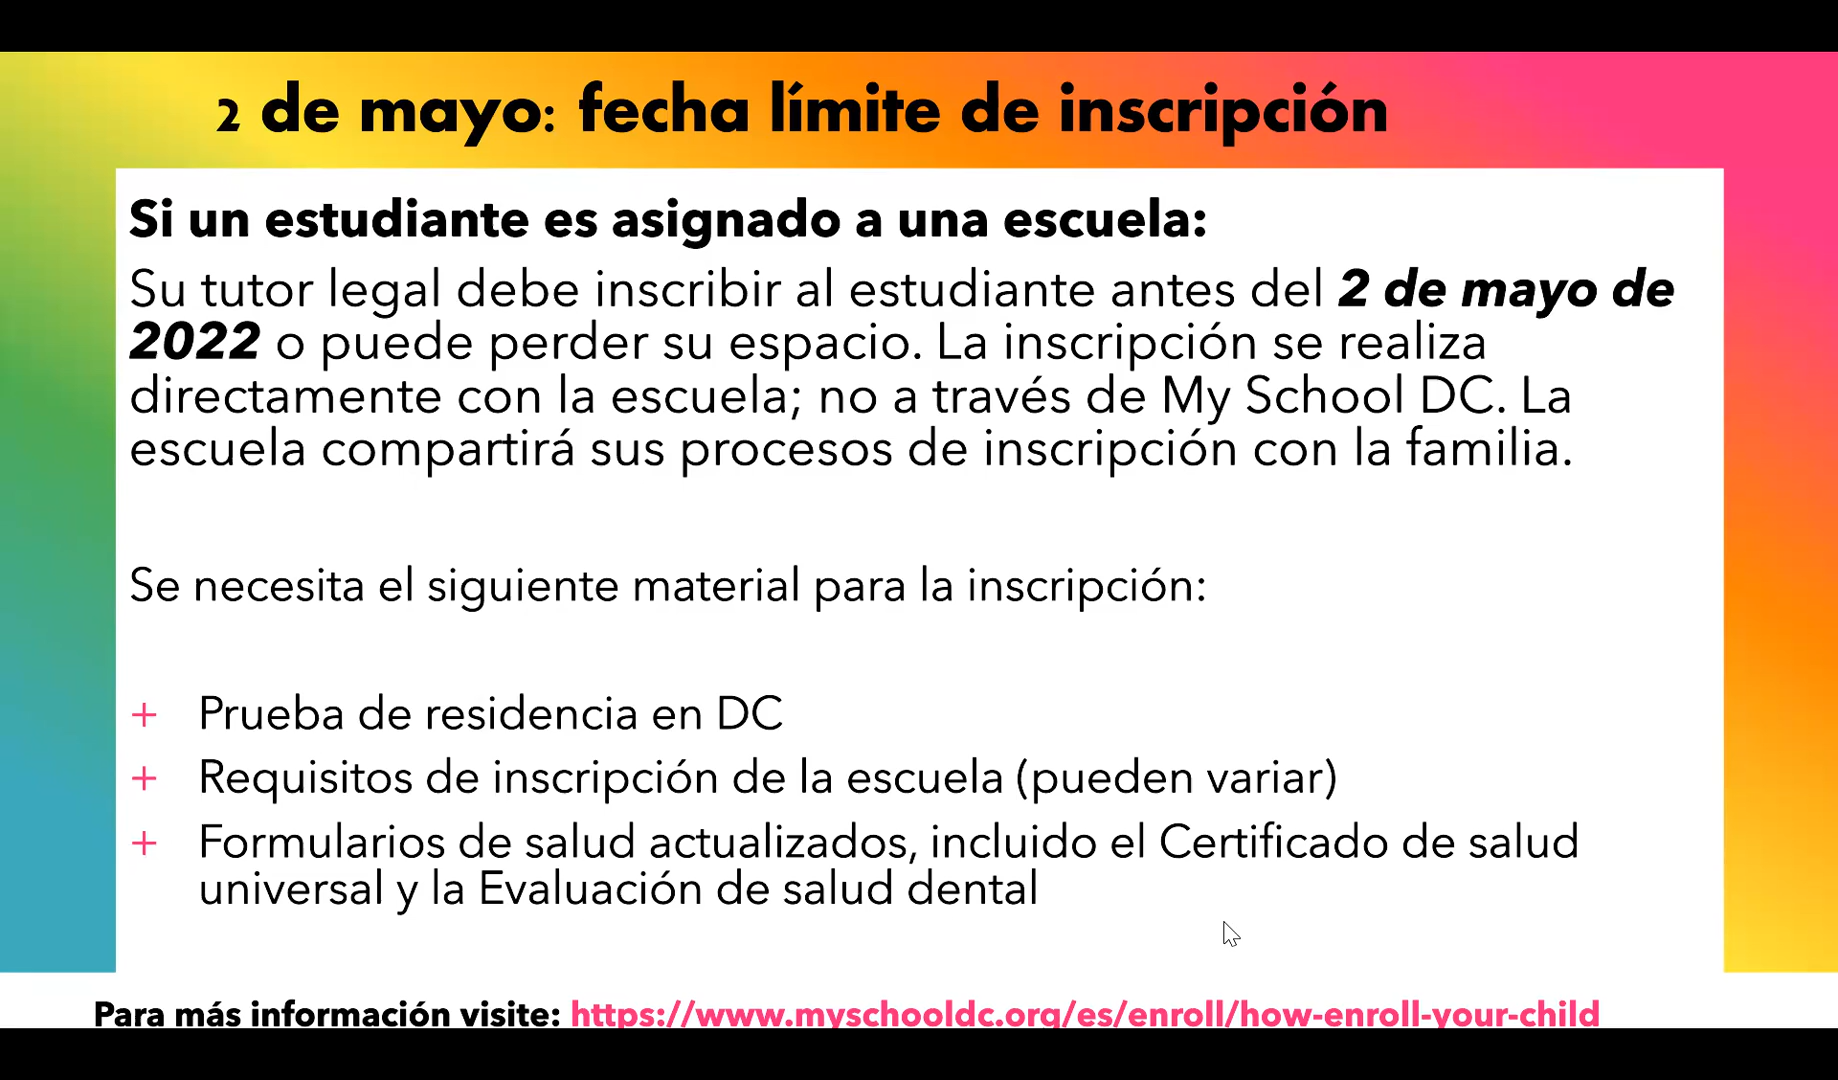 2 de mayo: fecha límite de inscripción
Si un estudiante es asignado a una escuela:
Su tutor legal debe inscribir al estudiante antes del 2 de mayo de
2022 o puede perder su espacio. La inscripción se realiza
directamente con la escuela; no a través de My School DC. La
escuela compartirá sus procesos de inscripción con la familia.
Se necesita el siguiente material para la inscripción:
+ Prueba de residencia en DC
+ Requisitos de inscripción de la escuela (pueden variar)
+ Formularios de salud actualizados, incluido el Certificado de salud
universal y la Evaluación de salud dental
Para más información visite: https://www.myschooldc.org/es/enroll/how-enroll-your-child